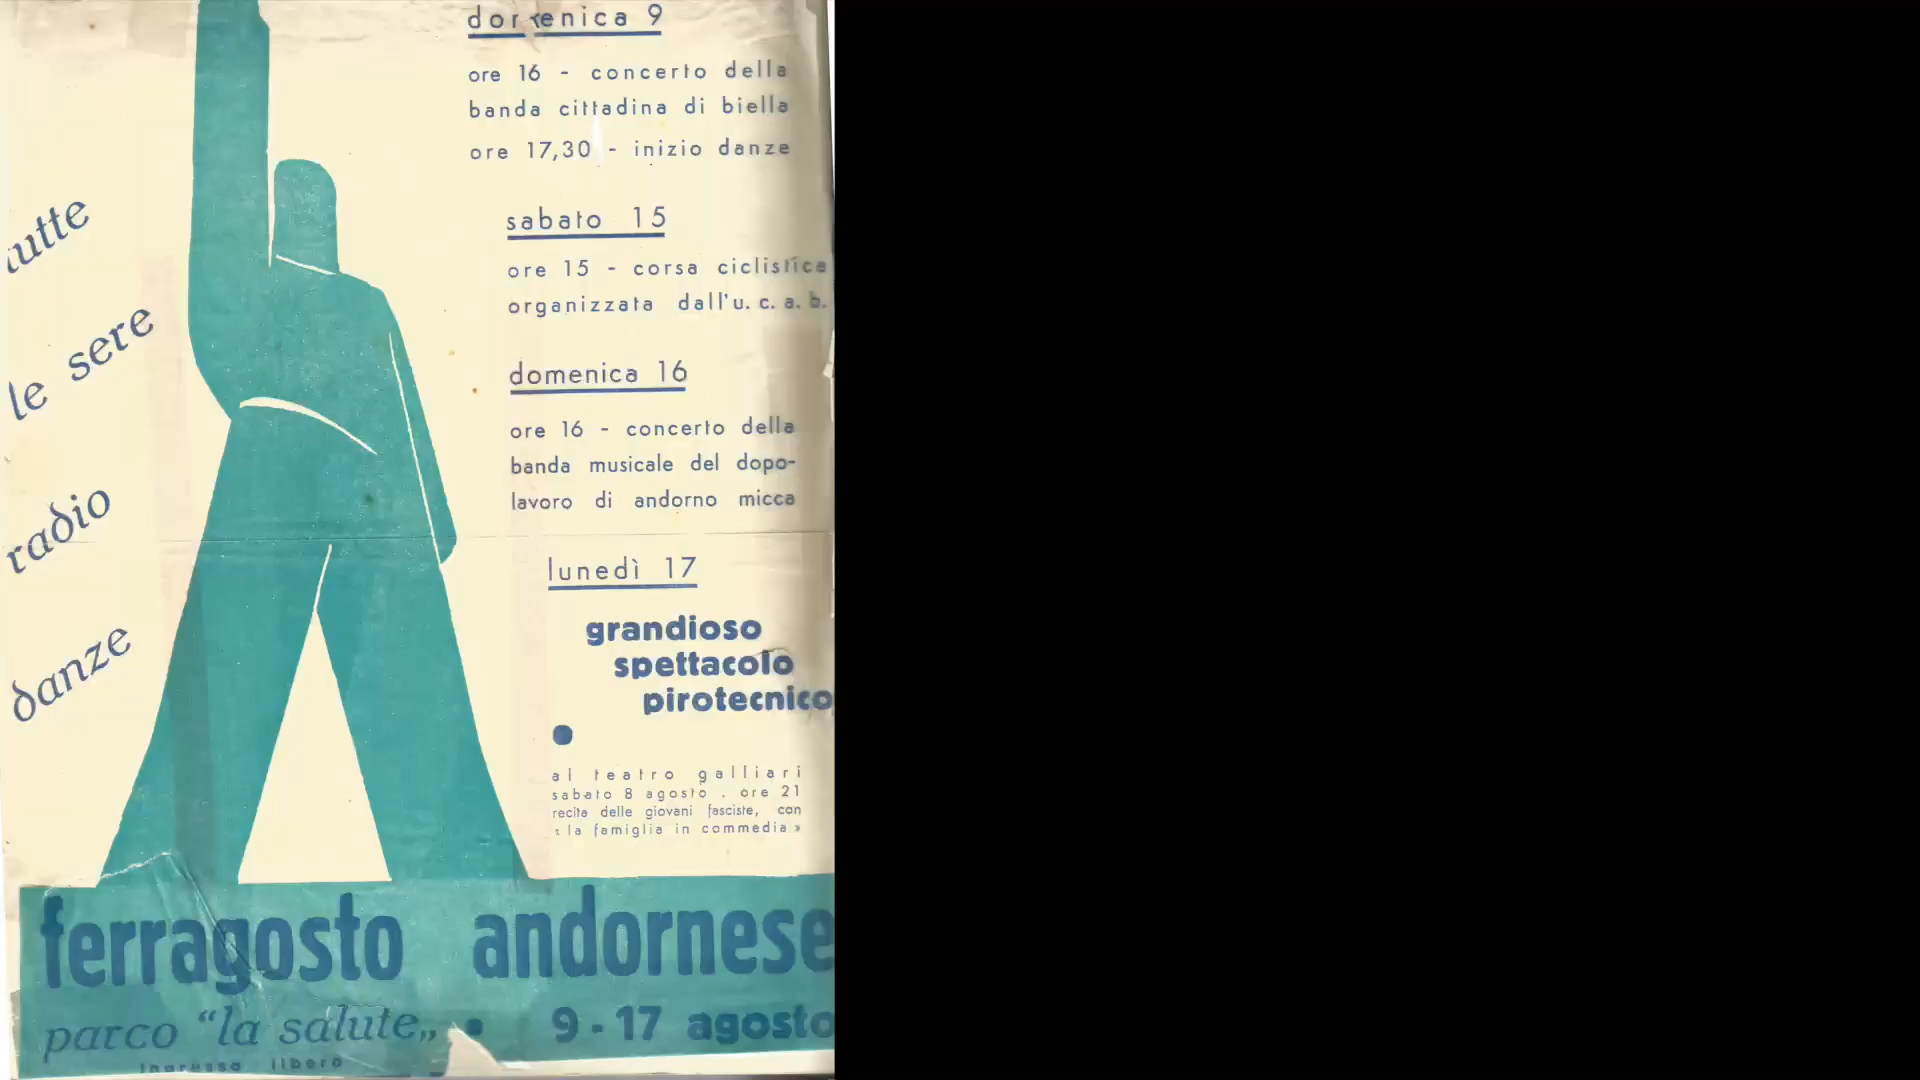 domenica 9
ore 16 - concerto della
banda cittadina di biella
ore 17,30 - inizio danze
sabato 15
ore 15 - corsa ciclistica
organizzata dall'u. c. a. b.
domenica 16
ore 16 - concerto della
banda musicale del dopo-
lavoro di andorno micca
lunedì 17
grandioso
spettacolo
pirotecnico
al teatro galliari
sabato 8 agosto . ore 21
recita delle giovani fasciste, con
«la famiglia in commedia»
tutte
le sere
radio
danze
ferragosto andornese
parco “la salute„ • 9 - 17 agosto
ingresso libero